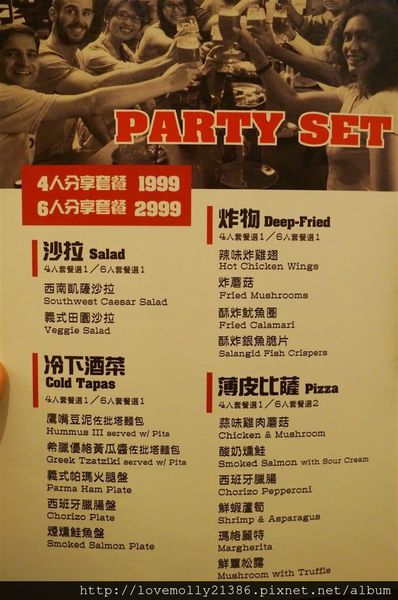 PARTY SET
4人分享套餐 1999
6人分享套餐 2999
沙拉 Salad
4人套餐選1／6人套餐選1
西南凱薩沙拉
Southwest Caesar Salad
義式田園沙拉
Veggie Salad
冷下酒菜
Cold Tapas
4人套餐選1／6人套餐選1
鷹嘴豆泥佐批塔麵包
Hummus III served w/ Pita
希臘優格黃瓜醬佐批塔麵包
Greek Tzatziki served w/ Pita
義式帕瑪火腿盤
Parma Ham Plate
西班牙臘腸盤
Chorizo Plate
煙燻鮭魚盤
Smoked Salmon Plate
炸物 Deep-Fried
4人套餐選1／6人套餐選1
辣味炸雞翅
Hot Chicken Wings
炸蘑菇
Fried Mushrooms
酥炸魷魚圈
Fried Calamari
酥炸銀魚脆片
Salangid Fish Crispers
薄皮比薩 Pizza
4人套餐選1／6人套餐選2
蒜味雞肉蘑菇
Chicken & Mushroom
酸奶燻鮭
Smoked Salmon with Sour Cream
西班牙臘腸
Chorizo Pepperoni
鮮蝦蘆筍
Shrimp & Asparagus
瑪格麗特
Margherita
鮮蕈松露
Mushroom with Truffle
http://lovemolly21386.pixnet.net/album